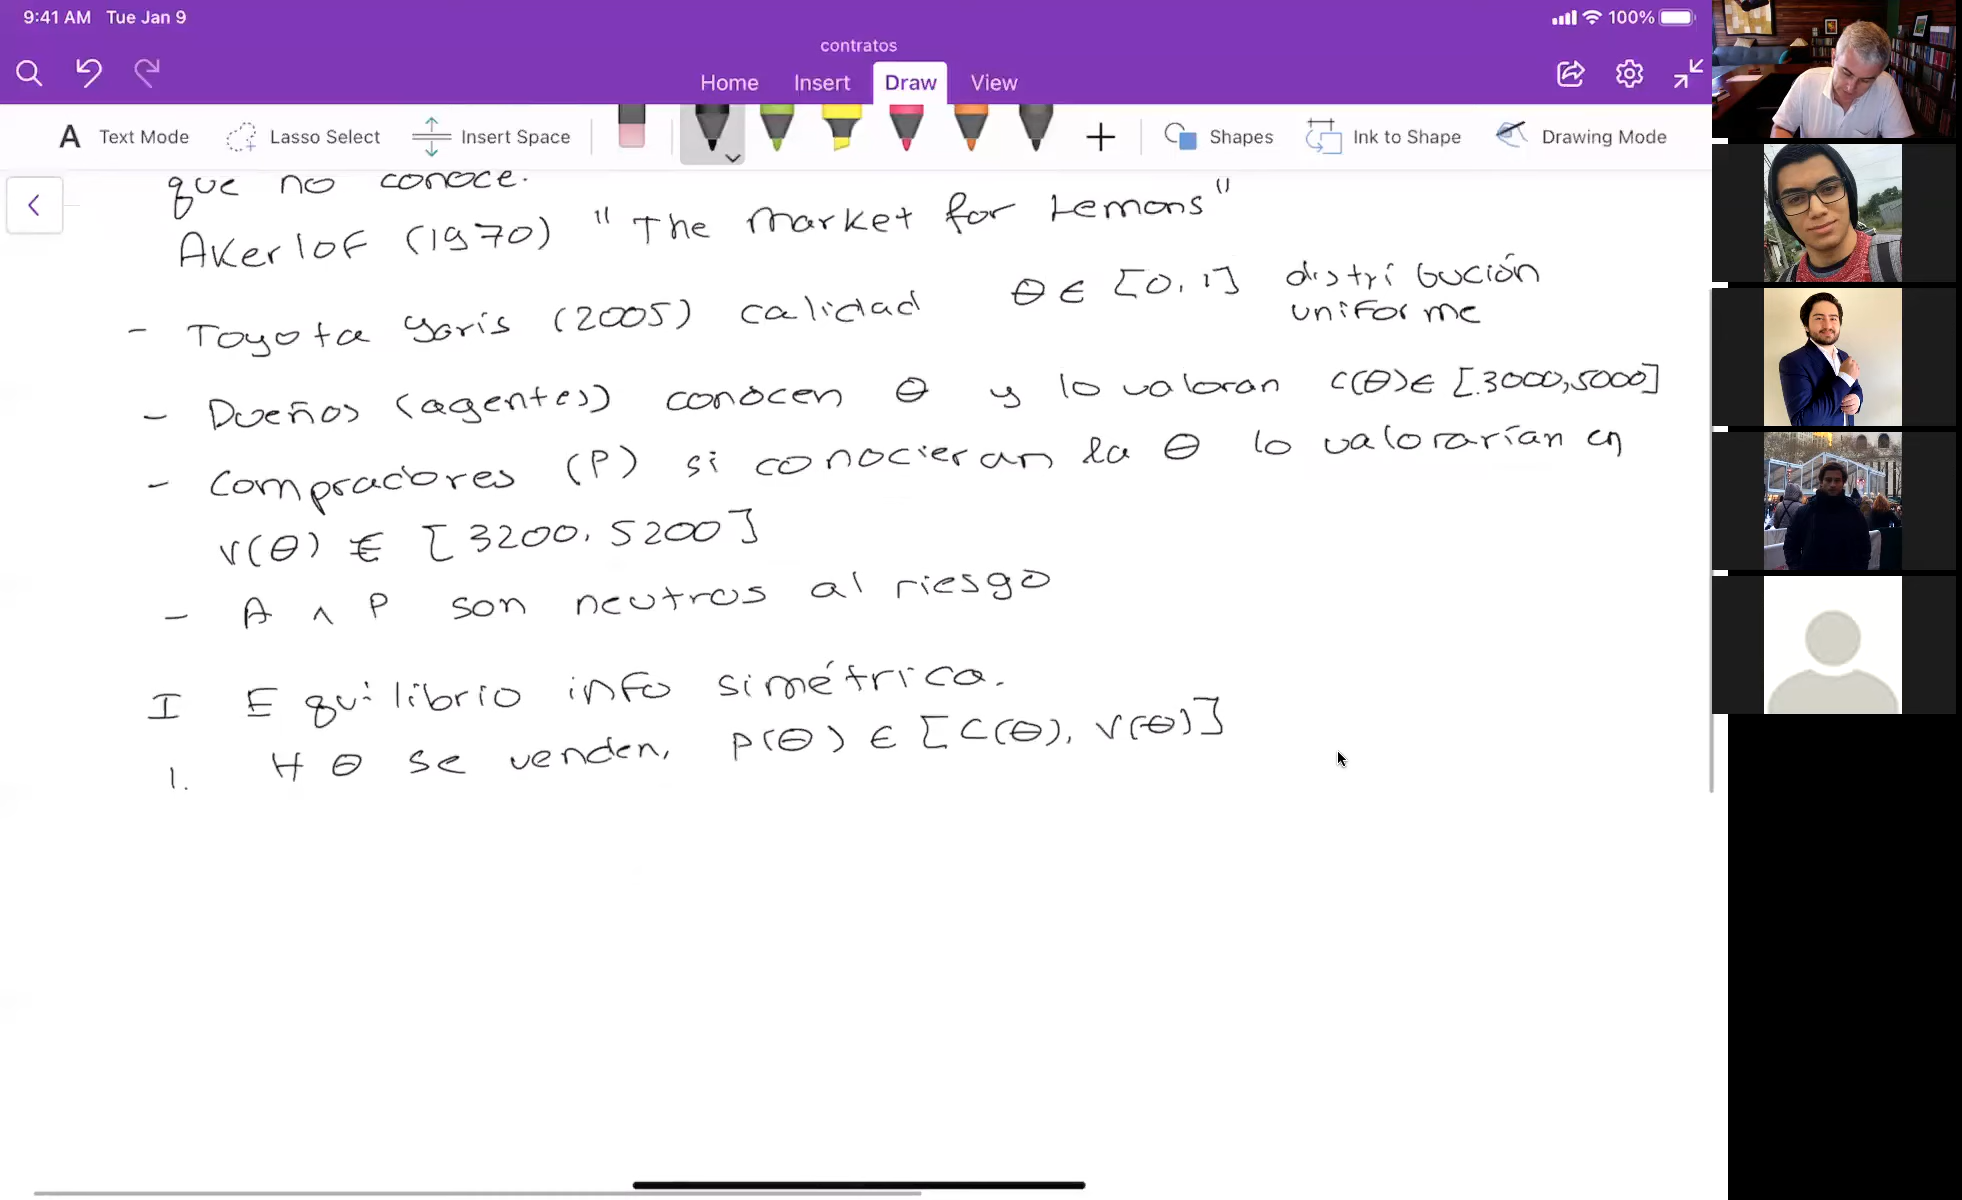 9:41 AM Tue Jan 9
100%
contratos
Home Insert Draw View
A Text Mode Lasso Select Insert Space Shapes Ink to Shape Drawing Mode
que no conoce.
Akerlof (1970) "The Market for Lemons"
- Toyota Yaris (2005) calidad θ ∈ [0,1] distribución
uniforme
- Dueños (agentes) conocen θ y lo valoran c(θ) ∈ [3000,5000]
- Compradores (P) si conocieran la θ lo valorarían en
v(θ) ∈ [3200, 5200]
- A ∧ P son neutros al riesgo
I Equilibrio info simétrica.
1. ∀ θ se venden, p(θ) ∈ [c(θ), v(θ)]